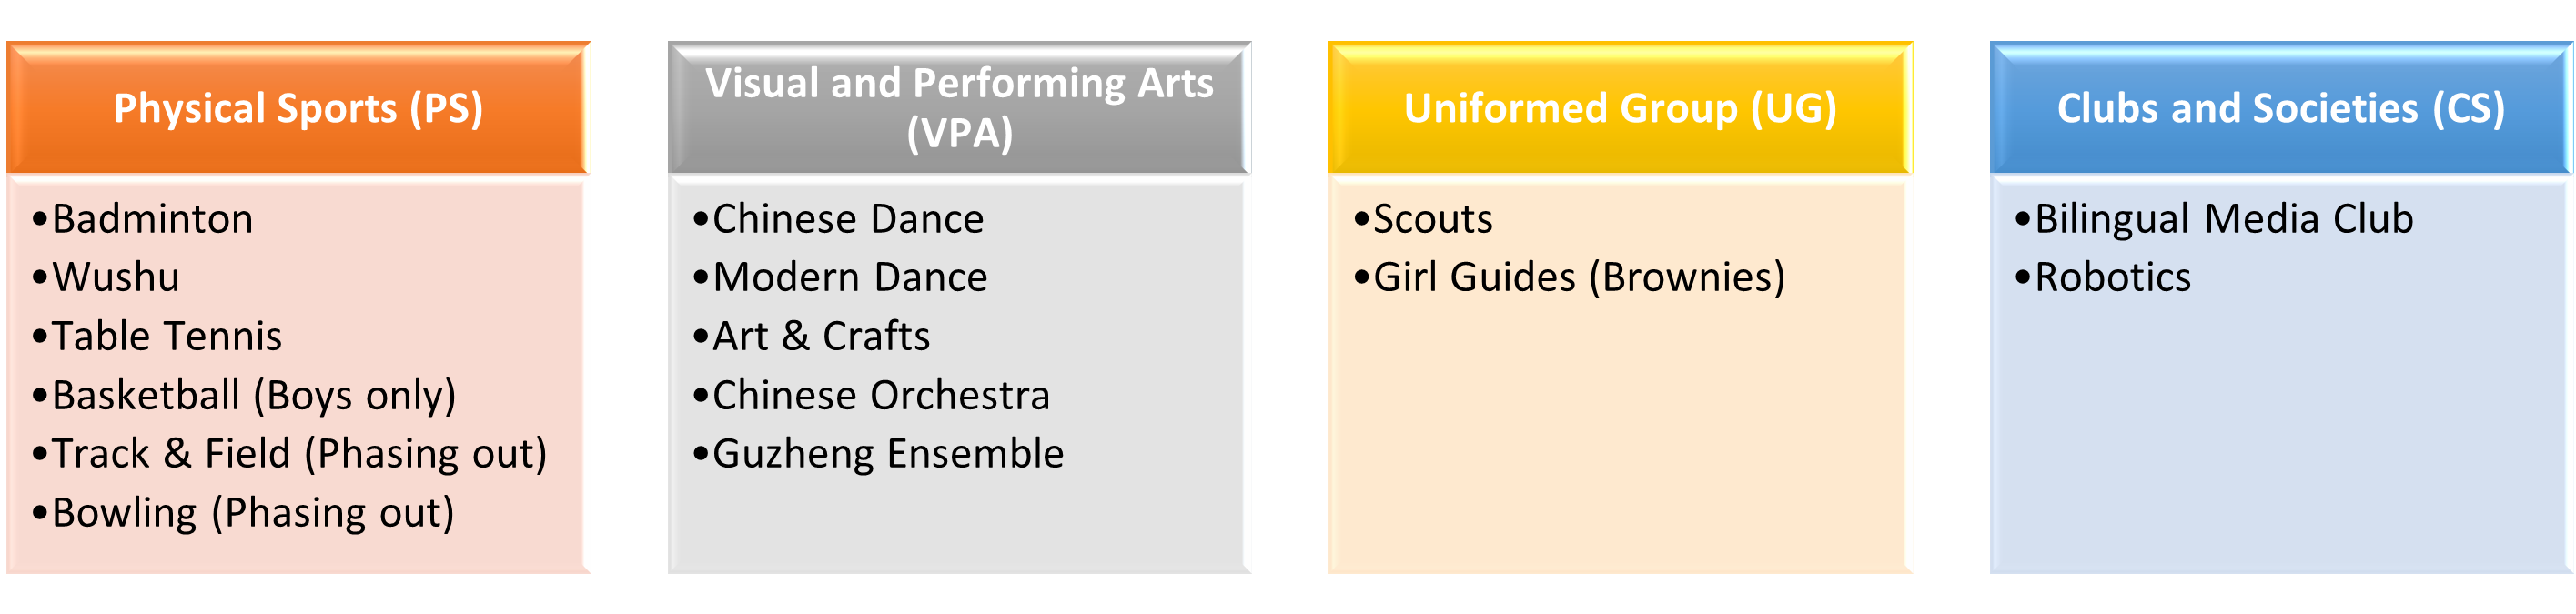 Physical Sports (PS)
•Badminton
•Wushu
•Table Tennis
•Basketball (Boys only)
•Track & Field (Phasing out)
•Bowling (Phasing out)
Visual and Performing Arts
(VPA)
•Chinese Dance
•Modern Dance
•Art & Crafts
•Chinese Orchestra
•Guzheng Ensemble
Uniformed Group (UG)
•Scouts
•Girl Guides (Brownies)
Clubs and Societies (CS)
•Bilingual Media Club
•Robotics